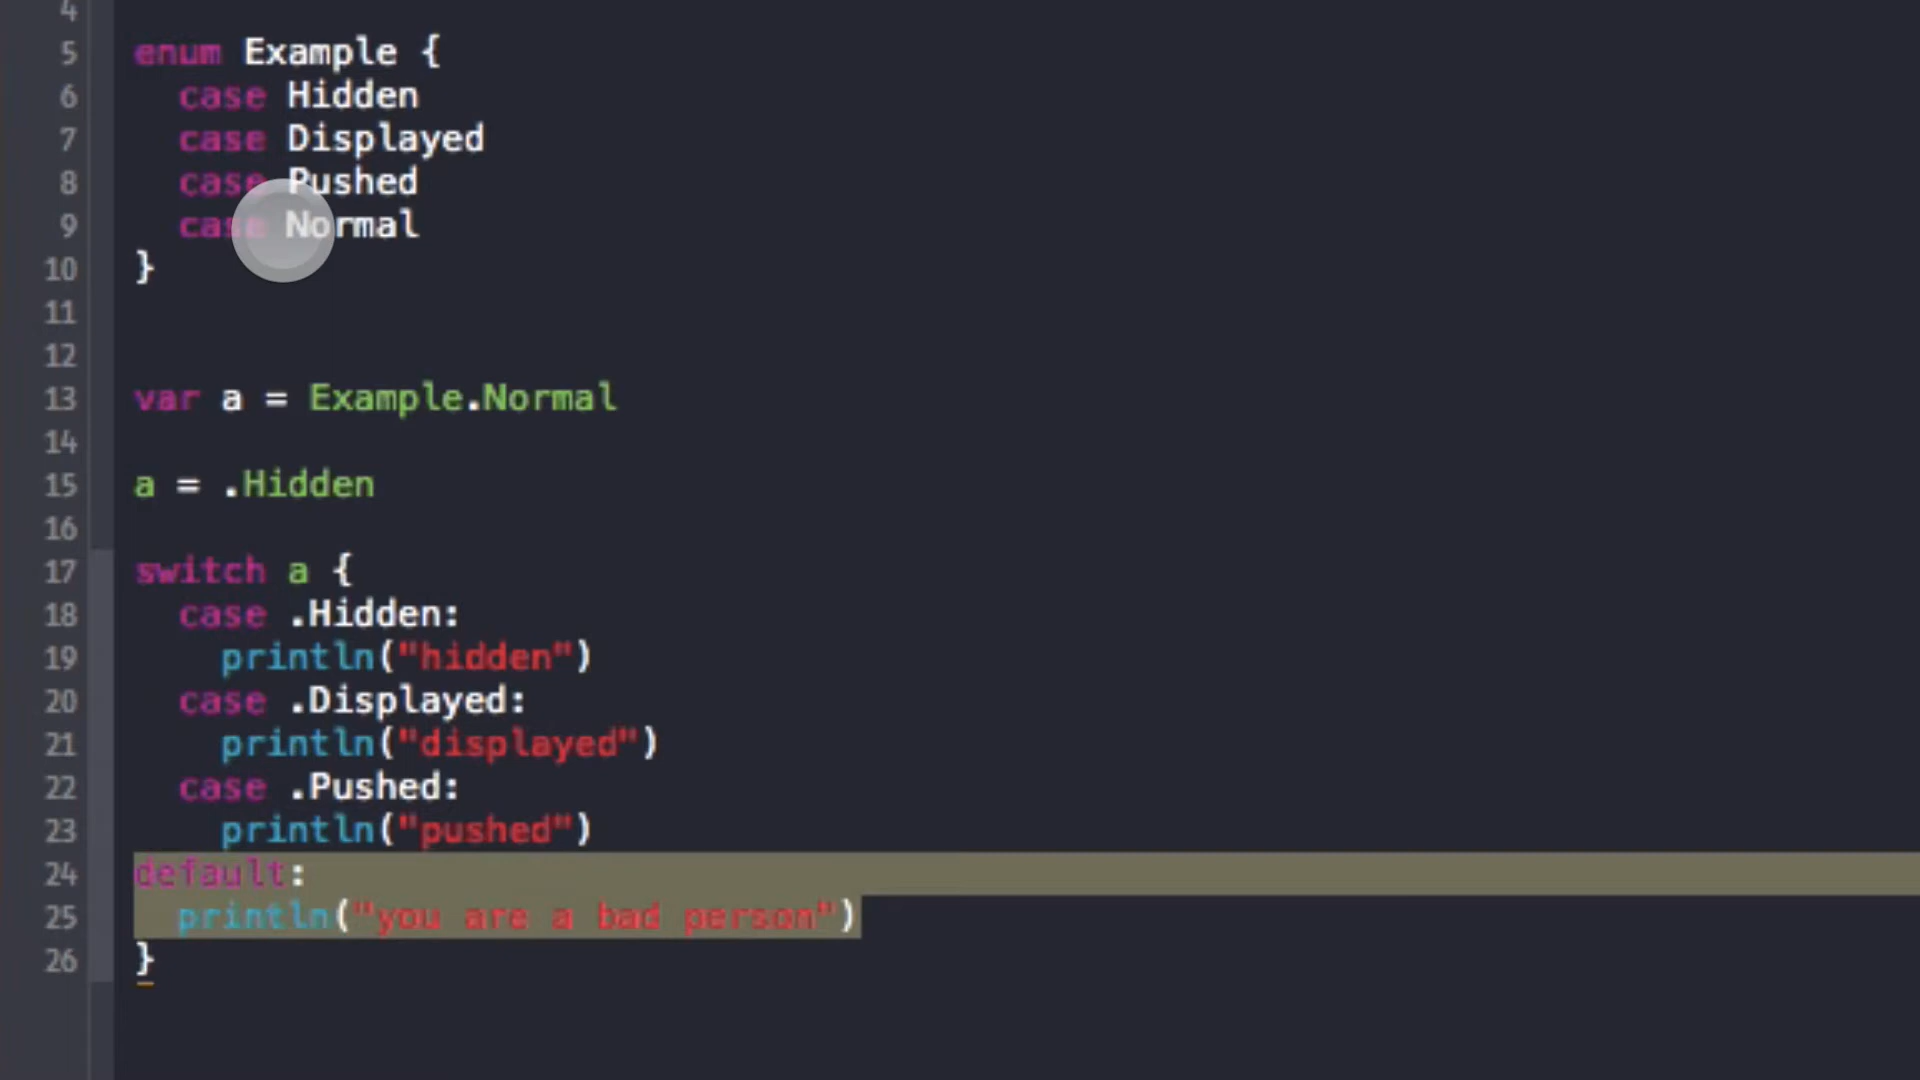 4
5 enum Example {
6 case Hidden
7 case Displayed
8 case Pushed
9 case Normal
10 }
11
12
13 var a = Example.Normal
14
15 a = .Hidden
16
17 switch a {
18 case .Hidden:
19 println("hidden")
20 case .Displayed:
21 println("displayed")
22 case .Pushed:
23 println("pushed")
24 default:
25 println("you are a bad person")
26 }